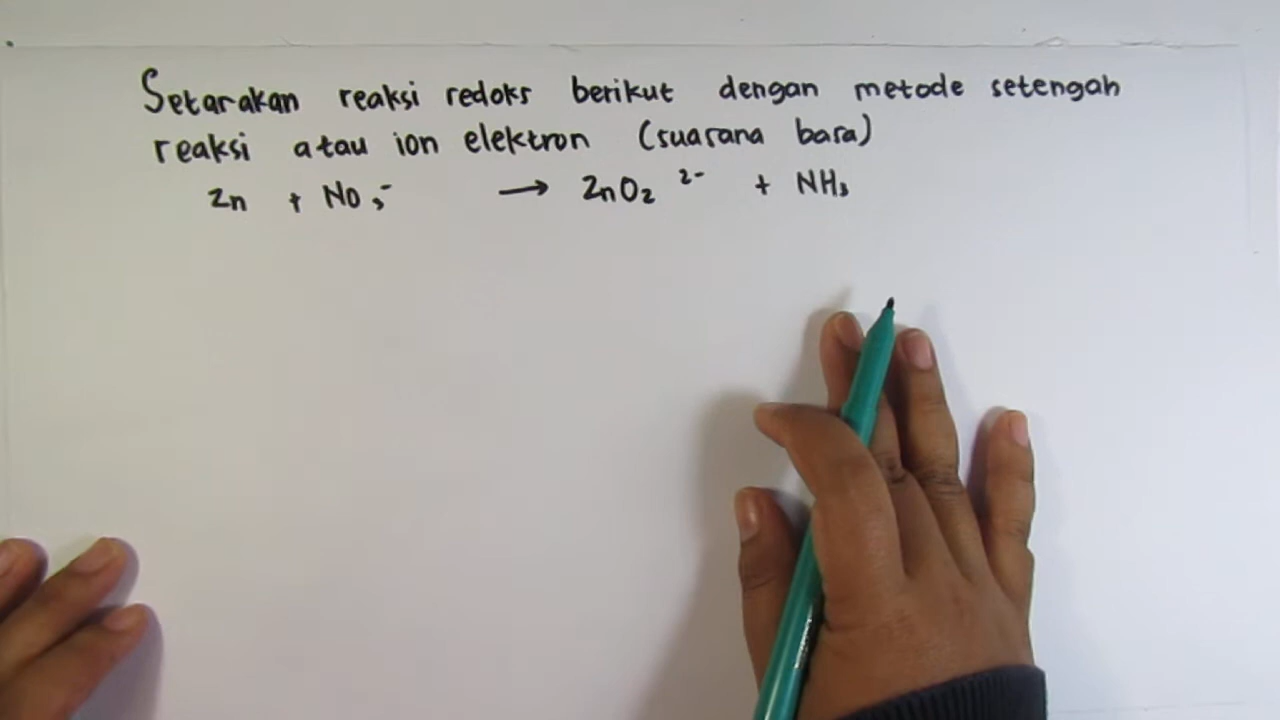 Setarakan reaksi redoks berikut dengan metode setengah
reaksi atau ion elektron (suasana basa)
Zn + NO₃⁻ → ZnO₂²⁻ + NH₃